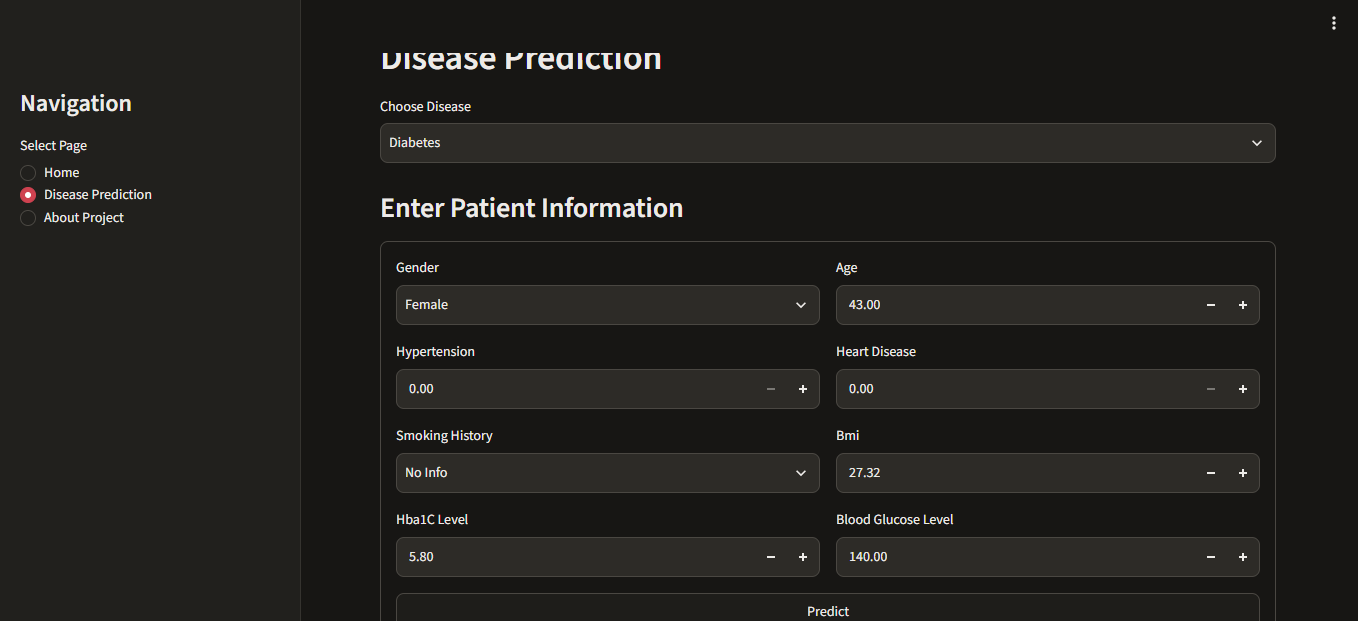 Navigation
Select Page
Home
Disease Prediction
About Project
Disease Prediction
Choose Disease
Diabetes
Enter Patient Information
Gender
Age
Female
43.00
Hypertension
Heart Disease
0.00
0.00
Smoking History
Bmi
No Info
27.32
Hba1C Level
Blood Glucose Level
5.80
140.00
Predict